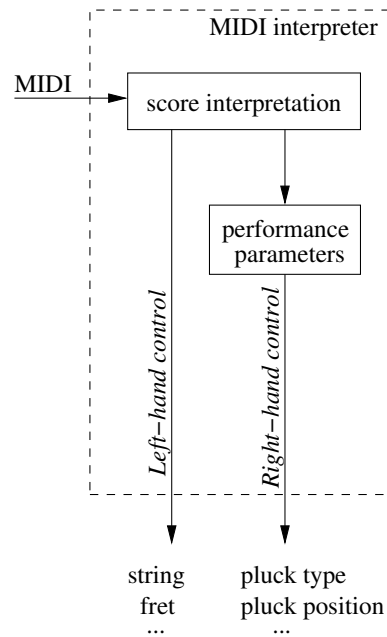 MIDI interpreter
MIDI
score interpretation
performance
parameters
Left-hand control
Right-hand control
string
fret
...
pluck type
pluck position
...